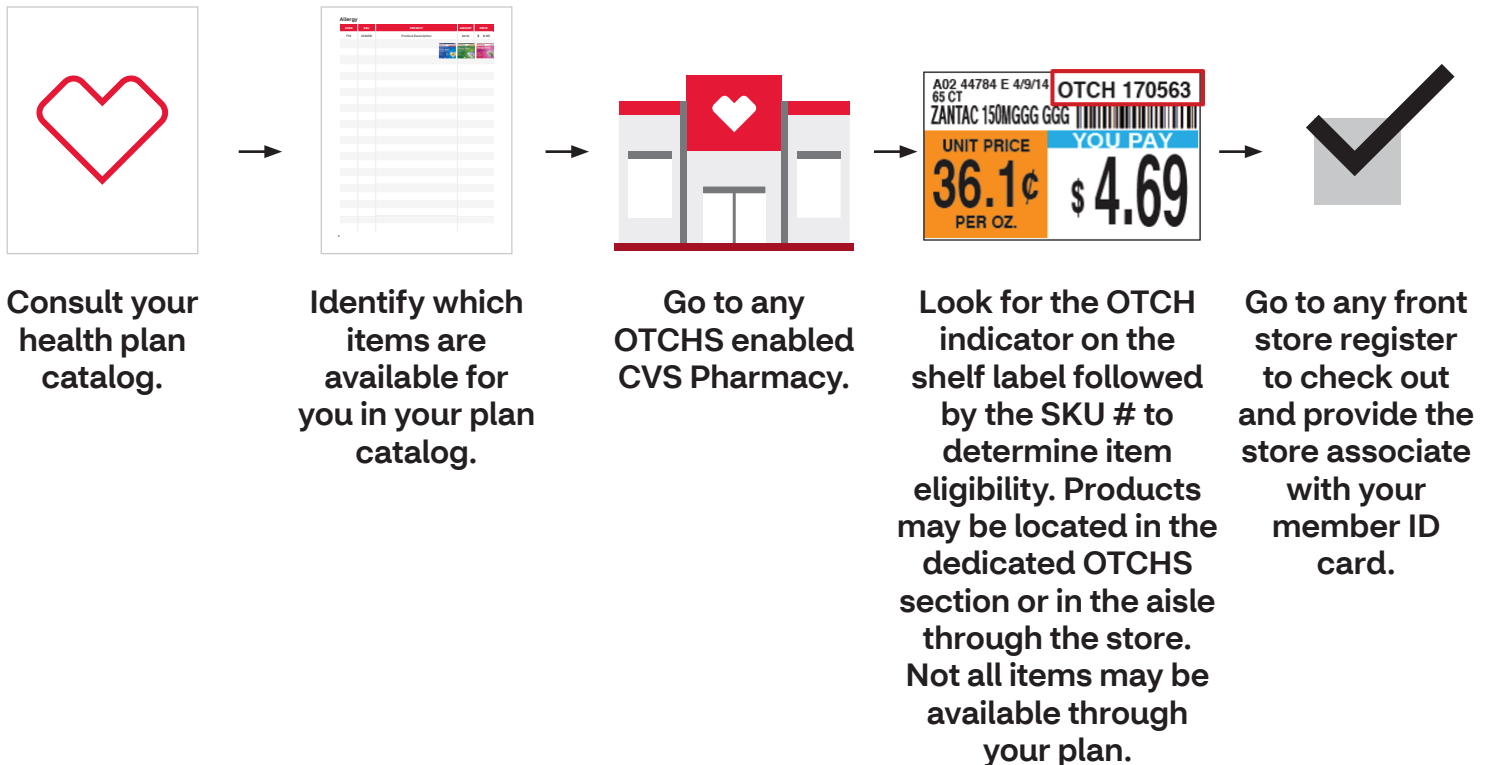 Allergy
Product Description
A02 44784 E 4/9/14
OTCH 170563
65 CT
ZANTAC 150MGGG GGG
UNIT PRICE
YOU PAY
36.1¢
$ 4.69
PER OZ.
Consult your
health plan
catalog.
Identify which
items are
available for
you in your plan
catalog.
Go to any
OTCHS enabled
CVS Pharmacy.
Look for the OTCH
indicator on the
shelf label followed
by the SKU # to
determine item
eligibility. Products
may be located in the
dedicated OTCHS
section or in the aisle
through the store.
Not all items may be
available through
your plan.
Go to any front
store register
to check out
and provide the
store associate
with your
member ID
card.